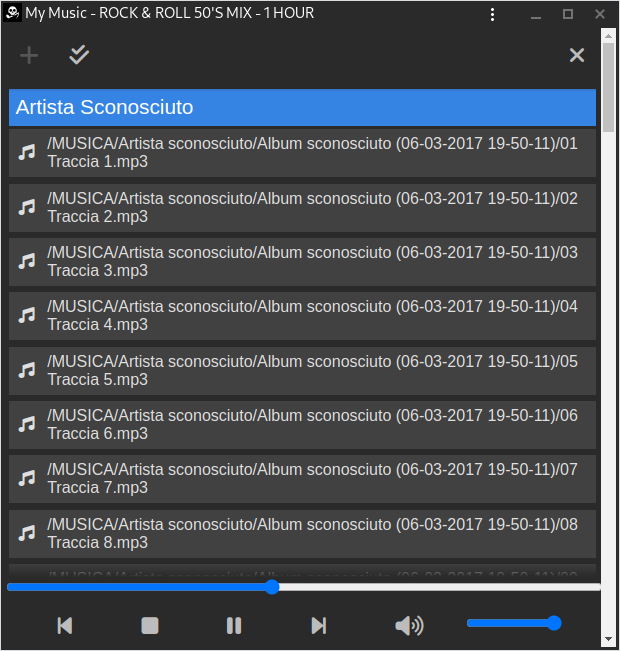 My Music - ROCK & ROLL 50'S MIX - 1 HOUR
Artista Sconosciuto
/MUSICA/Artista sconosciuto/Album sconosciuto (06-03-2017 19-50-11)/01
Traccia 1.mp3
/MUSICA/Artista sconosciuto/Album sconosciuto (06-03-2017 19-50-11)/02
Traccia 2.mp3
/MUSICA/Artista sconosciuto/Album sconosciuto (06-03-2017 19-50-11)/03
Traccia 3.mp3
/MUSICA/Artista sconosciuto/Album sconosciuto (06-03-2017 19-50-11)/04
Traccia 4.mp3
/MUSICA/Artista sconosciuto/Album sconosciuto (06-03-2017 19-50-11)/05
Traccia 5.mp3
/MUSICA/Artista sconosciuto/Album sconosciuto (06-03-2017 19-50-11)/06
Traccia 6.mp3
/MUSICA/Artista sconosciuto/Album sconosciuto (06-03-2017 19-50-11)/07
Traccia 7.mp3
/MUSICA/Artista sconosciuto/Album sconosciuto (06-03-2017 19-50-11)/08
Traccia 8.mp3